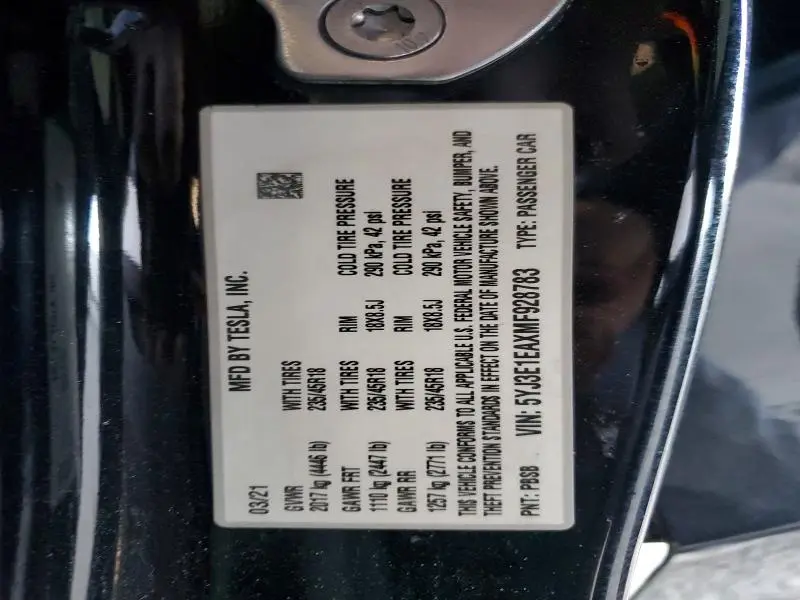 MFD BY TESLA, INC.
03/21
GVWR WITH TIRES
2017 kg (4446 lb) 235/45R18
GAWR FRT WITH TIRES RIM COLD TIRE PRESSURE
1110 kg (2447 lb) 235/45R18 18X8.5J 290 kPa, 42 psi
GAWR RR WITH TIRES RIM COLD TIRE PRESSURE
1257 kg (2771 lb) 235/45R18 18X8.5J 290 kPa, 42 psi
THIS VEHICLE CONFORMS TO ALL APPLICABLE U.S. FEDERAL MOTOR VEHICLE SAFETY, BUMPER, AND
THEFT PREVENTION STANDARDS IN EFFECT ON THE DATE OF MANUFACTURE SHOWN ABOVE.
PNT: PBSB VIN: 5YJ3E1EAXMF928783 TYPE: PASSENGER CAR